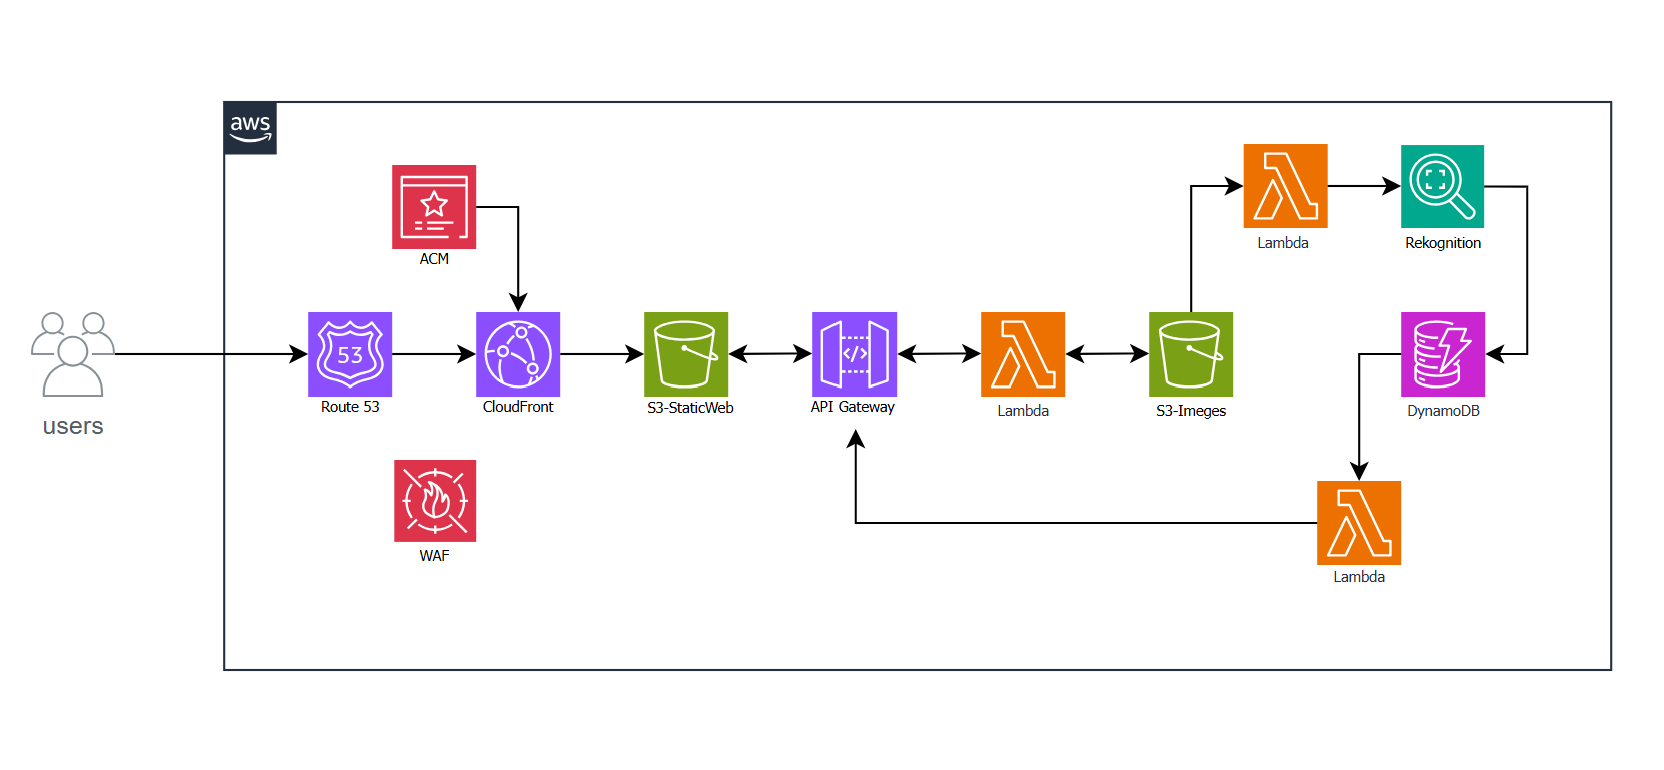 aws
ACM
Lambda
Rekognition
53
users
Route 53
CloudFront
S3-StaticWeb
</>
API Gateway
Lambda
S3-Imeges
DynamoDB
WAF
Lambda